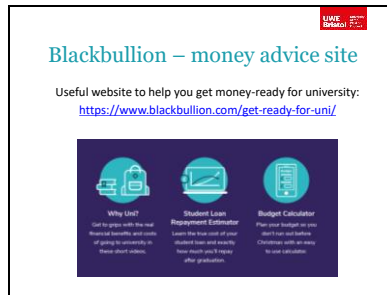 UWE
Bristol
Blackbullion – money advice site
Useful website to help you get money-ready for university:
https://www.blackbullion.com/get-ready-for-uni/
Why Uni?
Get to grips with the real
financial benefits and costs
of going to university in
these short videos.
Student Loan
Repayment Estimator
Learn the true cost of your
student loan and exactly
how much you'll repay
after graduation.
Budget Calculator
Plan your budget so you
don't run out before
Christmas with an easy
to use calculator.